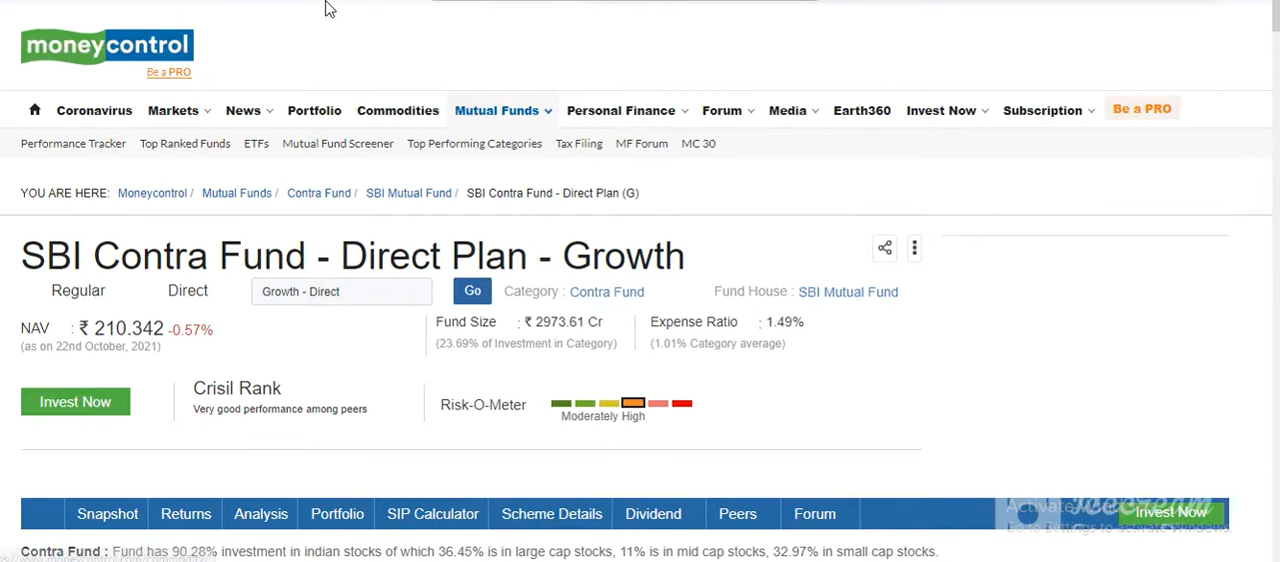 moneycontrol
Be a PRO
Coronavirus Markets News Portfolio Commodities Mutual Funds Personal Finance Forum Media Earth360 Invest Now Subscription Be a PRO
Performance Tracker Top Ranked Funds ETFs Mutual Fund Screener Top Performing Categories Tax Filing MF Forum MC 30
YOU ARE HERE: Moneycontrol / Mutual Funds / Contra Fund / SBI Mutual Fund / SBI Contra Fund - Direct Plan (G)
SBI Contra Fund - Direct Plan - Growth
Regular Direct Growth - Direct Go Category : Contra Fund Fund House : SBI Mutual Fund
NAV : ₹ 210.342 -0.57% Fund Size : ₹ 2973.61 Cr Expense Ratio : 1.49%
(as on 22nd October, 2021) (23.69% of Investment in Category) (1.01% Category average)
Invest Now Crisil Rank Risk-O-Meter
Very good performance among peers Moderately High
Snapshot Returns Analysis Portfolio SIP Calculator Scheme Details Dividend Peers Forum Invest Now
Activate
Icecream
Go to Settings to activate Windows.
Contra Fund : Fund has 90.28% investment in indian stocks of which 36.45% is in large cap stocks, 11% is in mid cap stocks, 32.97% in small cap stocks.